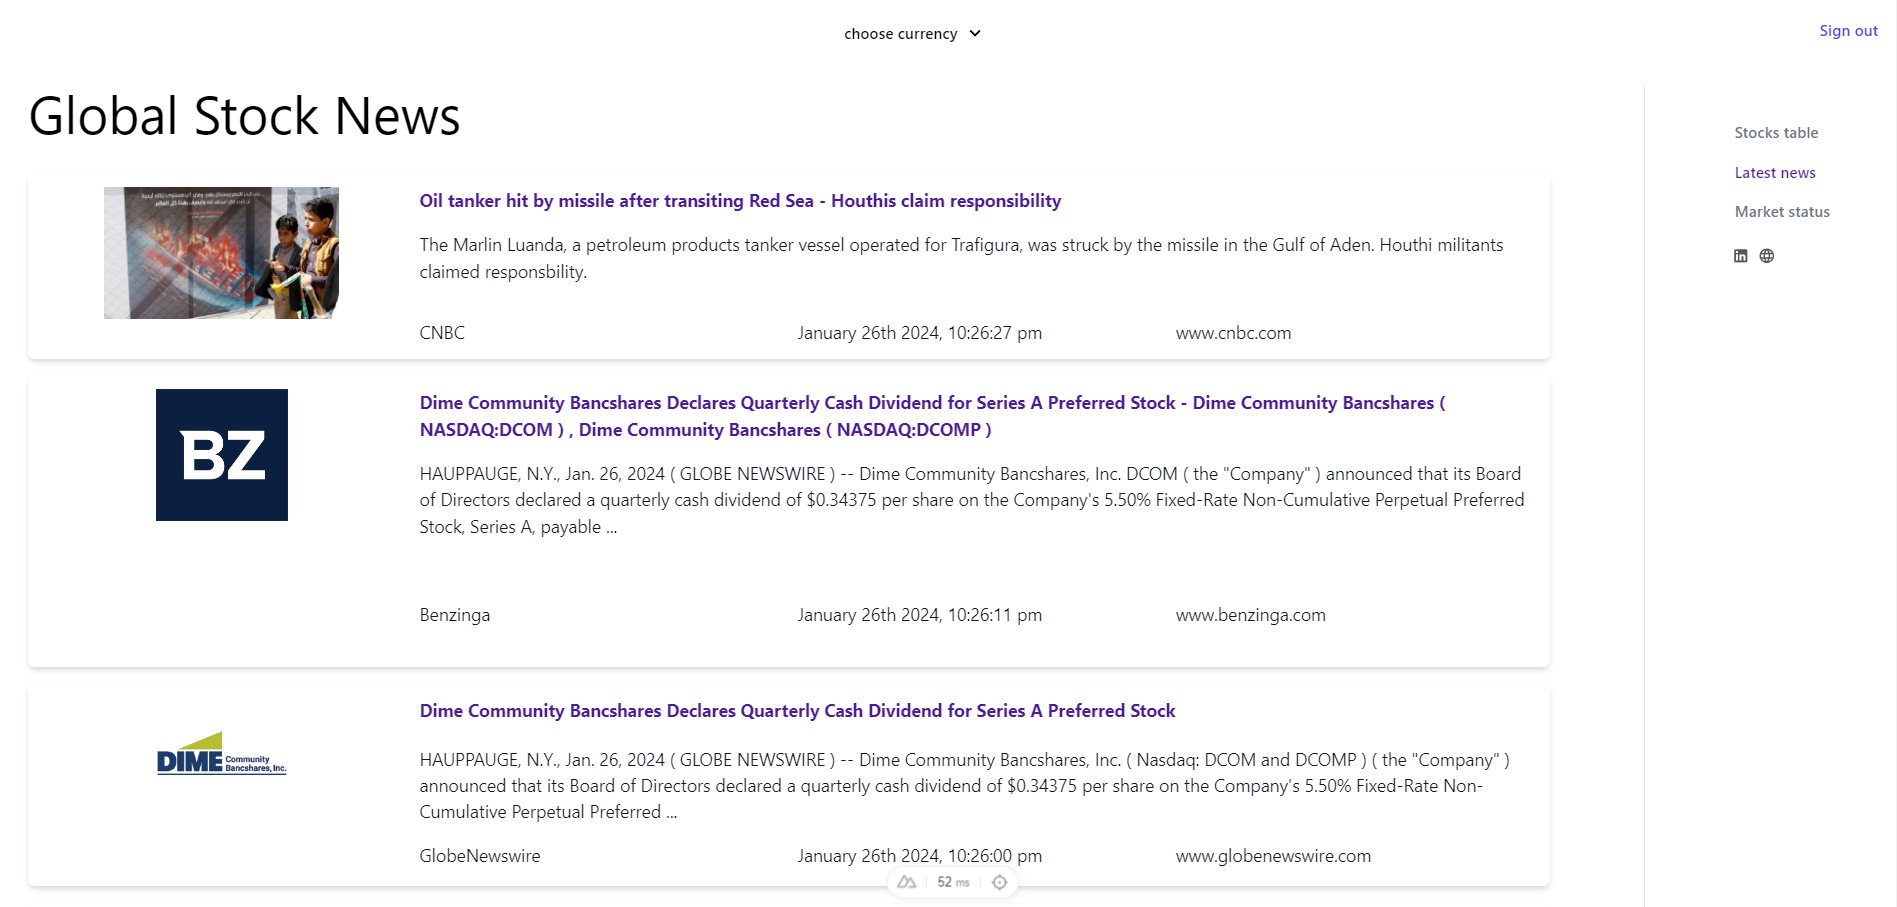 choose currency
Sign out
Global Stock News
Stocks table
Latest news
Market status
Oil tanker hit by missile after transiting Red Sea - Houthis claim responsibility
The Marlin Luanda, a petroleum products tanker vessel operated for Trafigura, was struck by the missile in the Gulf of Aden. Houthi militants
claimed responsbility.
CNBC January 26th 2024, 10:26:27 pm www.cnbc.com
BZ
Dime Community Bancshares Declares Quarterly Cash Dividend for Series A Preferred Stock - Dime Community Bancshares (
NASDAQ:DCOM ) , Dime Community Bancshares ( NASDAQ:DCOMP )
HAUPPAUGE, N.Y., Jan. 26, 2024 ( GLOBE NEWSWIRE ) -- Dime Community Bancshares, Inc. DCOM ( the "Company" ) announced that its Board
of Directors declared a quarterly cash dividend of $0.34375 per share on the Company's 5.50% Fixed-Rate Non-Cumulative Perpetual Preferred
Stock, Series A, payable ...
Benzinga January 26th 2024, 10:26:11 pm www.benzinga.com
DIME Community
Bancshares, Inc.
Dime Community Bancshares Declares Quarterly Cash Dividend for Series A Preferred Stock
HAUPPAUGE, N.Y., Jan. 26, 2024 ( GLOBE NEWSWIRE ) -- Dime Community Bancshares, Inc. ( Nasdaq: DCOM and DCOMP ) ( the "Company" )
announced that its Board of Directors declared a quarterly cash dividend of $0.34375 per share on the Company's 5.50% Fixed-Rate Non-
Cumulative Perpetual Preferred ...
GlobeNewswire January 26th 2024, 10:26:00 pm www.globenewswire.com
52 ms